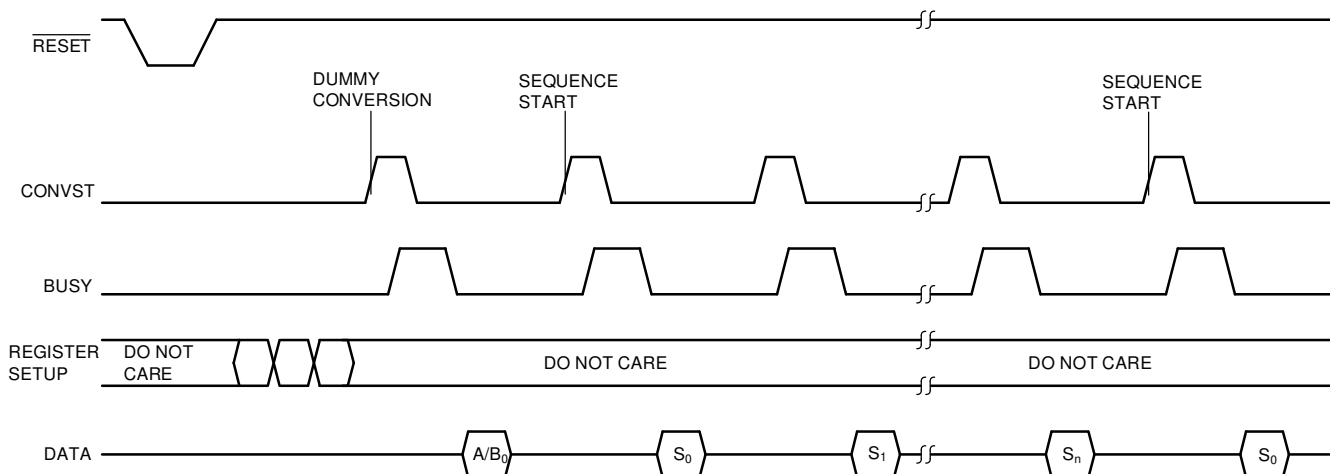 RESET
DUMMY
CONVERSION
SEQUENCE
START
SEQUENCE
START
CONVST
BUSY
REGISTER
SETUP
DO NOT
CARE
DO NOT CARE
DO NOT CARE
DATA
A/B₀
S₀
S₁
Sₙ
S₀